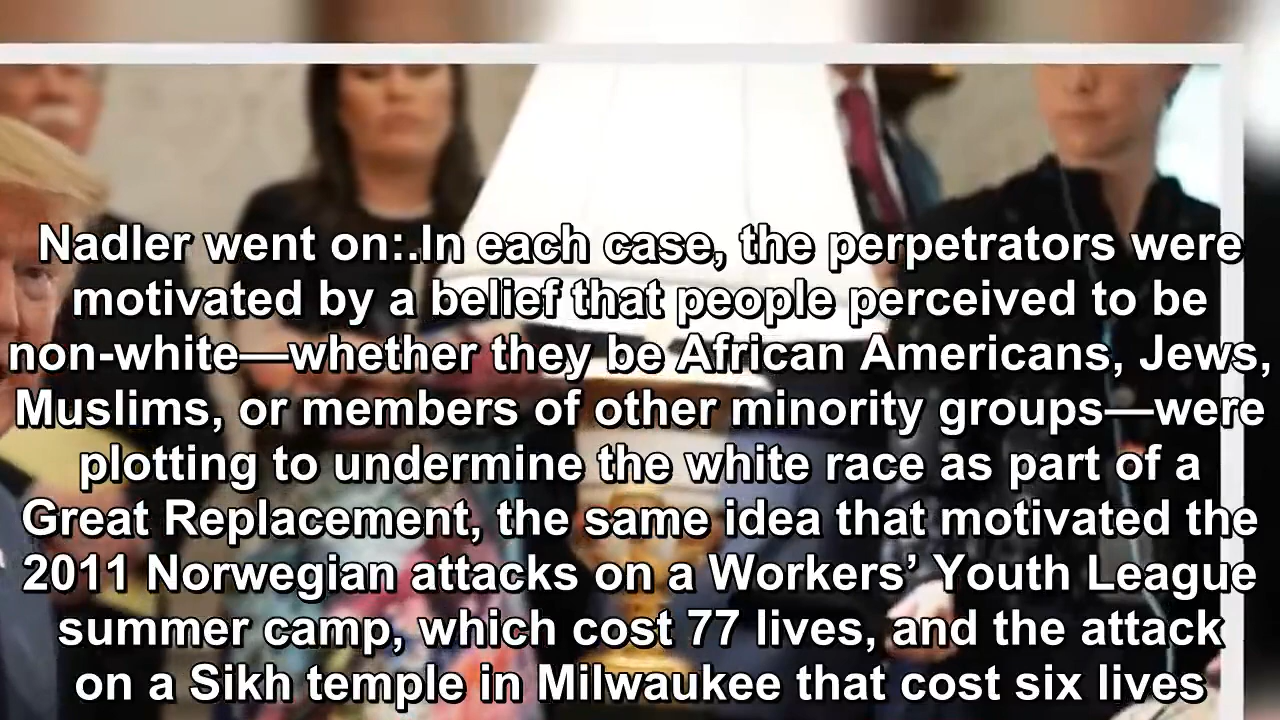 Nadler went on:.In each case, the perpetrators were
motivated by a belief that people perceived to be
non-white—whether they be African Americans, Jews,
Muslims, or members of other minority groups—were
plotting to undermine the white race as part of a
Great Replacement, the same idea that motivated the
2011 Norwegian attacks on a Workers’ Youth League
summer camp, which cost 77 lives, and the attack
on a Sikh temple in Milwaukee that cost six lives